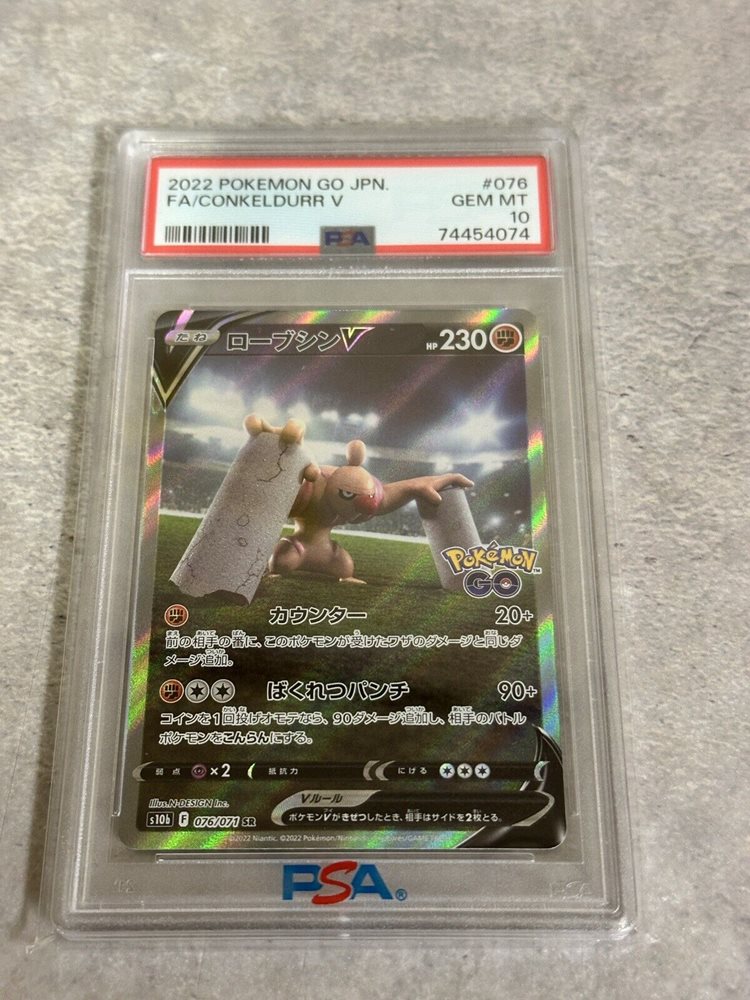 2022 POKEMON GO JPN. #076
FA/CONKELDURR V GEM MT
10
PSA 74454074
たね ローブシンV HP 230
Pokémon GO™
カウンター 20+
前の相手の番に、このポケモンが受けたワザのダメージと同じダ
メージ追加。
ばくれつパンチ 90+
コインを1回投げオモテなら、90ダメージ追加し、相手のバトル
ポケモンをこんらんにする。
弱点 ×2 抵抗力 にげる
Illus. N-DESIGN Inc.
Vルール
s10b F 076/071 SR ポケモンVがきぜつしたとき、相手はサイドを2枚とる。
©2022 Niantic. ©2022 Pokémon/Nintendo
PSA®